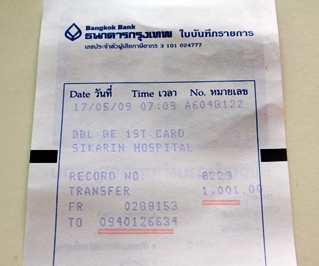 Bangkok Bank
ธนาคารกรุงเทพ ใบบันทึกรายการ
เลขประจำตัวผู้เสียภาษีอากร 3 101 024777
Date วันที่ Time เวลา No. หมายเลข
17/05/09 07:09 A604B122
BBL BE 1ST CARD
SIKARIN HOSPITAL
RECORD NO 8229
TRANSFER 1,001.00
FR 0288153
TO 0940126634